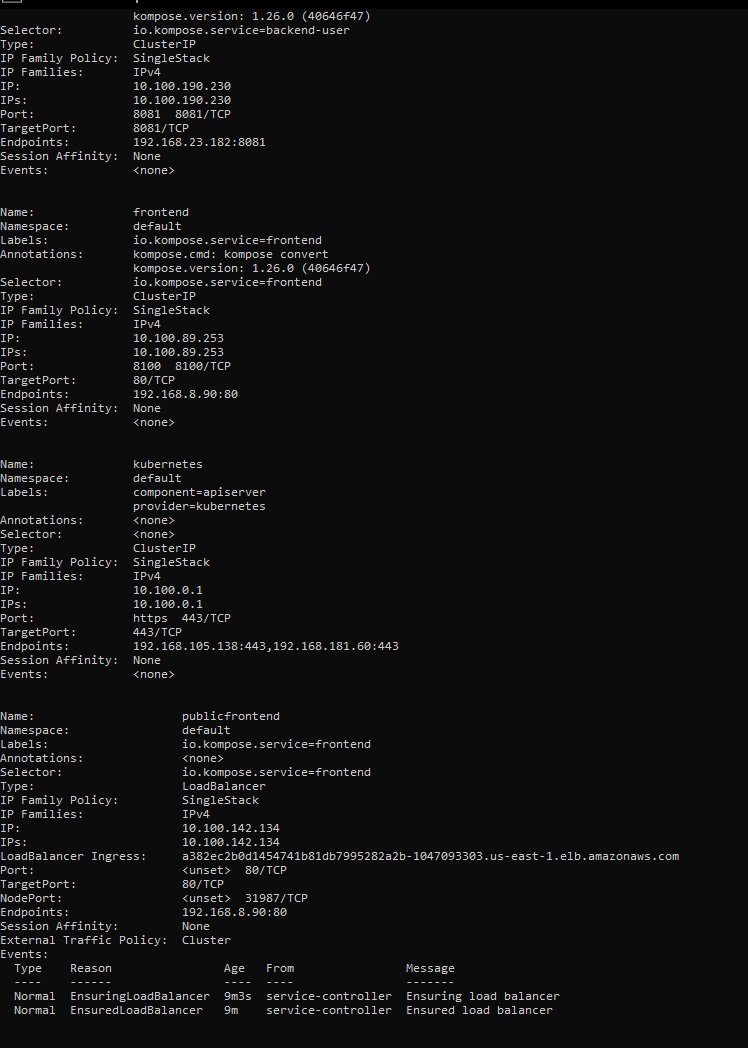 kompose.version: 1.26.0 (40646f47)
Selector: io.kompose.service=backend-user
Type: ClusterIP
IP Family Policy: SingleStack
IP Families: IPv4
IP: 10.100.190.230
IPs: 10.100.190.230
Port: 8081 8081/TCP
TargetPort: 8081/TCP
Endpoints: 192.168.23.182:8081
Session Affinity: None
Events: <none>
Name: frontend
Namespace: default
Labels: io.kompose.service=frontend
Annotations: kompose.cmd: kompose convert
kompose.version: 1.26.0 (40646f47)
Selector: io.kompose.service=frontend
Type: ClusterIP
IP Family Policy: SingleStack
IP Families: IPv4
IP: 10.100.89.253
IPs: 10.100.89.253
Port: 8100 8100/TCP
TargetPort: 80/TCP
Endpoints: 192.168.8.90:80
Session Affinity: None
Events: <none>
Name: kubernetes
Namespace: default
Labels: component=apiserver
provider=kubernetes
Annotations: <none>
Selector: <none>
Type: ClusterIP
IP Family Policy: SingleStack
IP Families: IPv4
IP: 10.100.0.1
IPs: 10.100.0.1
Port: https 443/TCP
TargetPort: 443/TCP
Endpoints: 192.168.105.138:443,192.168.181.60:443
Session Affinity: None
Events: <none>
Name: publicfrontend
Namespace: default
Labels: io.kompose.service=frontend
Annotations: <none>
Selector: io.kompose.service=frontend
Type: LoadBalancer
IP Family Policy: SingleStack
IP Families: IPv4
IP: 10.100.142.134
IPs: 10.100.142.134
LoadBalancer Ingress: a382ec2b0d1454741b81db7995282a2b-1047093303.us-east-1.elb.amazonaws.com
Port: <unset> 80/TCP
TargetPort: 80/TCP
NodePort: <unset> 31987/TCP
Endpoints: 192.168.8.90:80
Session Affinity: None
External Traffic Policy: Cluster
Events:
Type Reason Age From Message
---- ------ ---- ---- -------
Normal EnsuringLoadBalancer 9m3s service-controller Ensuring load balancer
Normal EnsuredLoadBalancer 9m service-controller Ensured load balancer